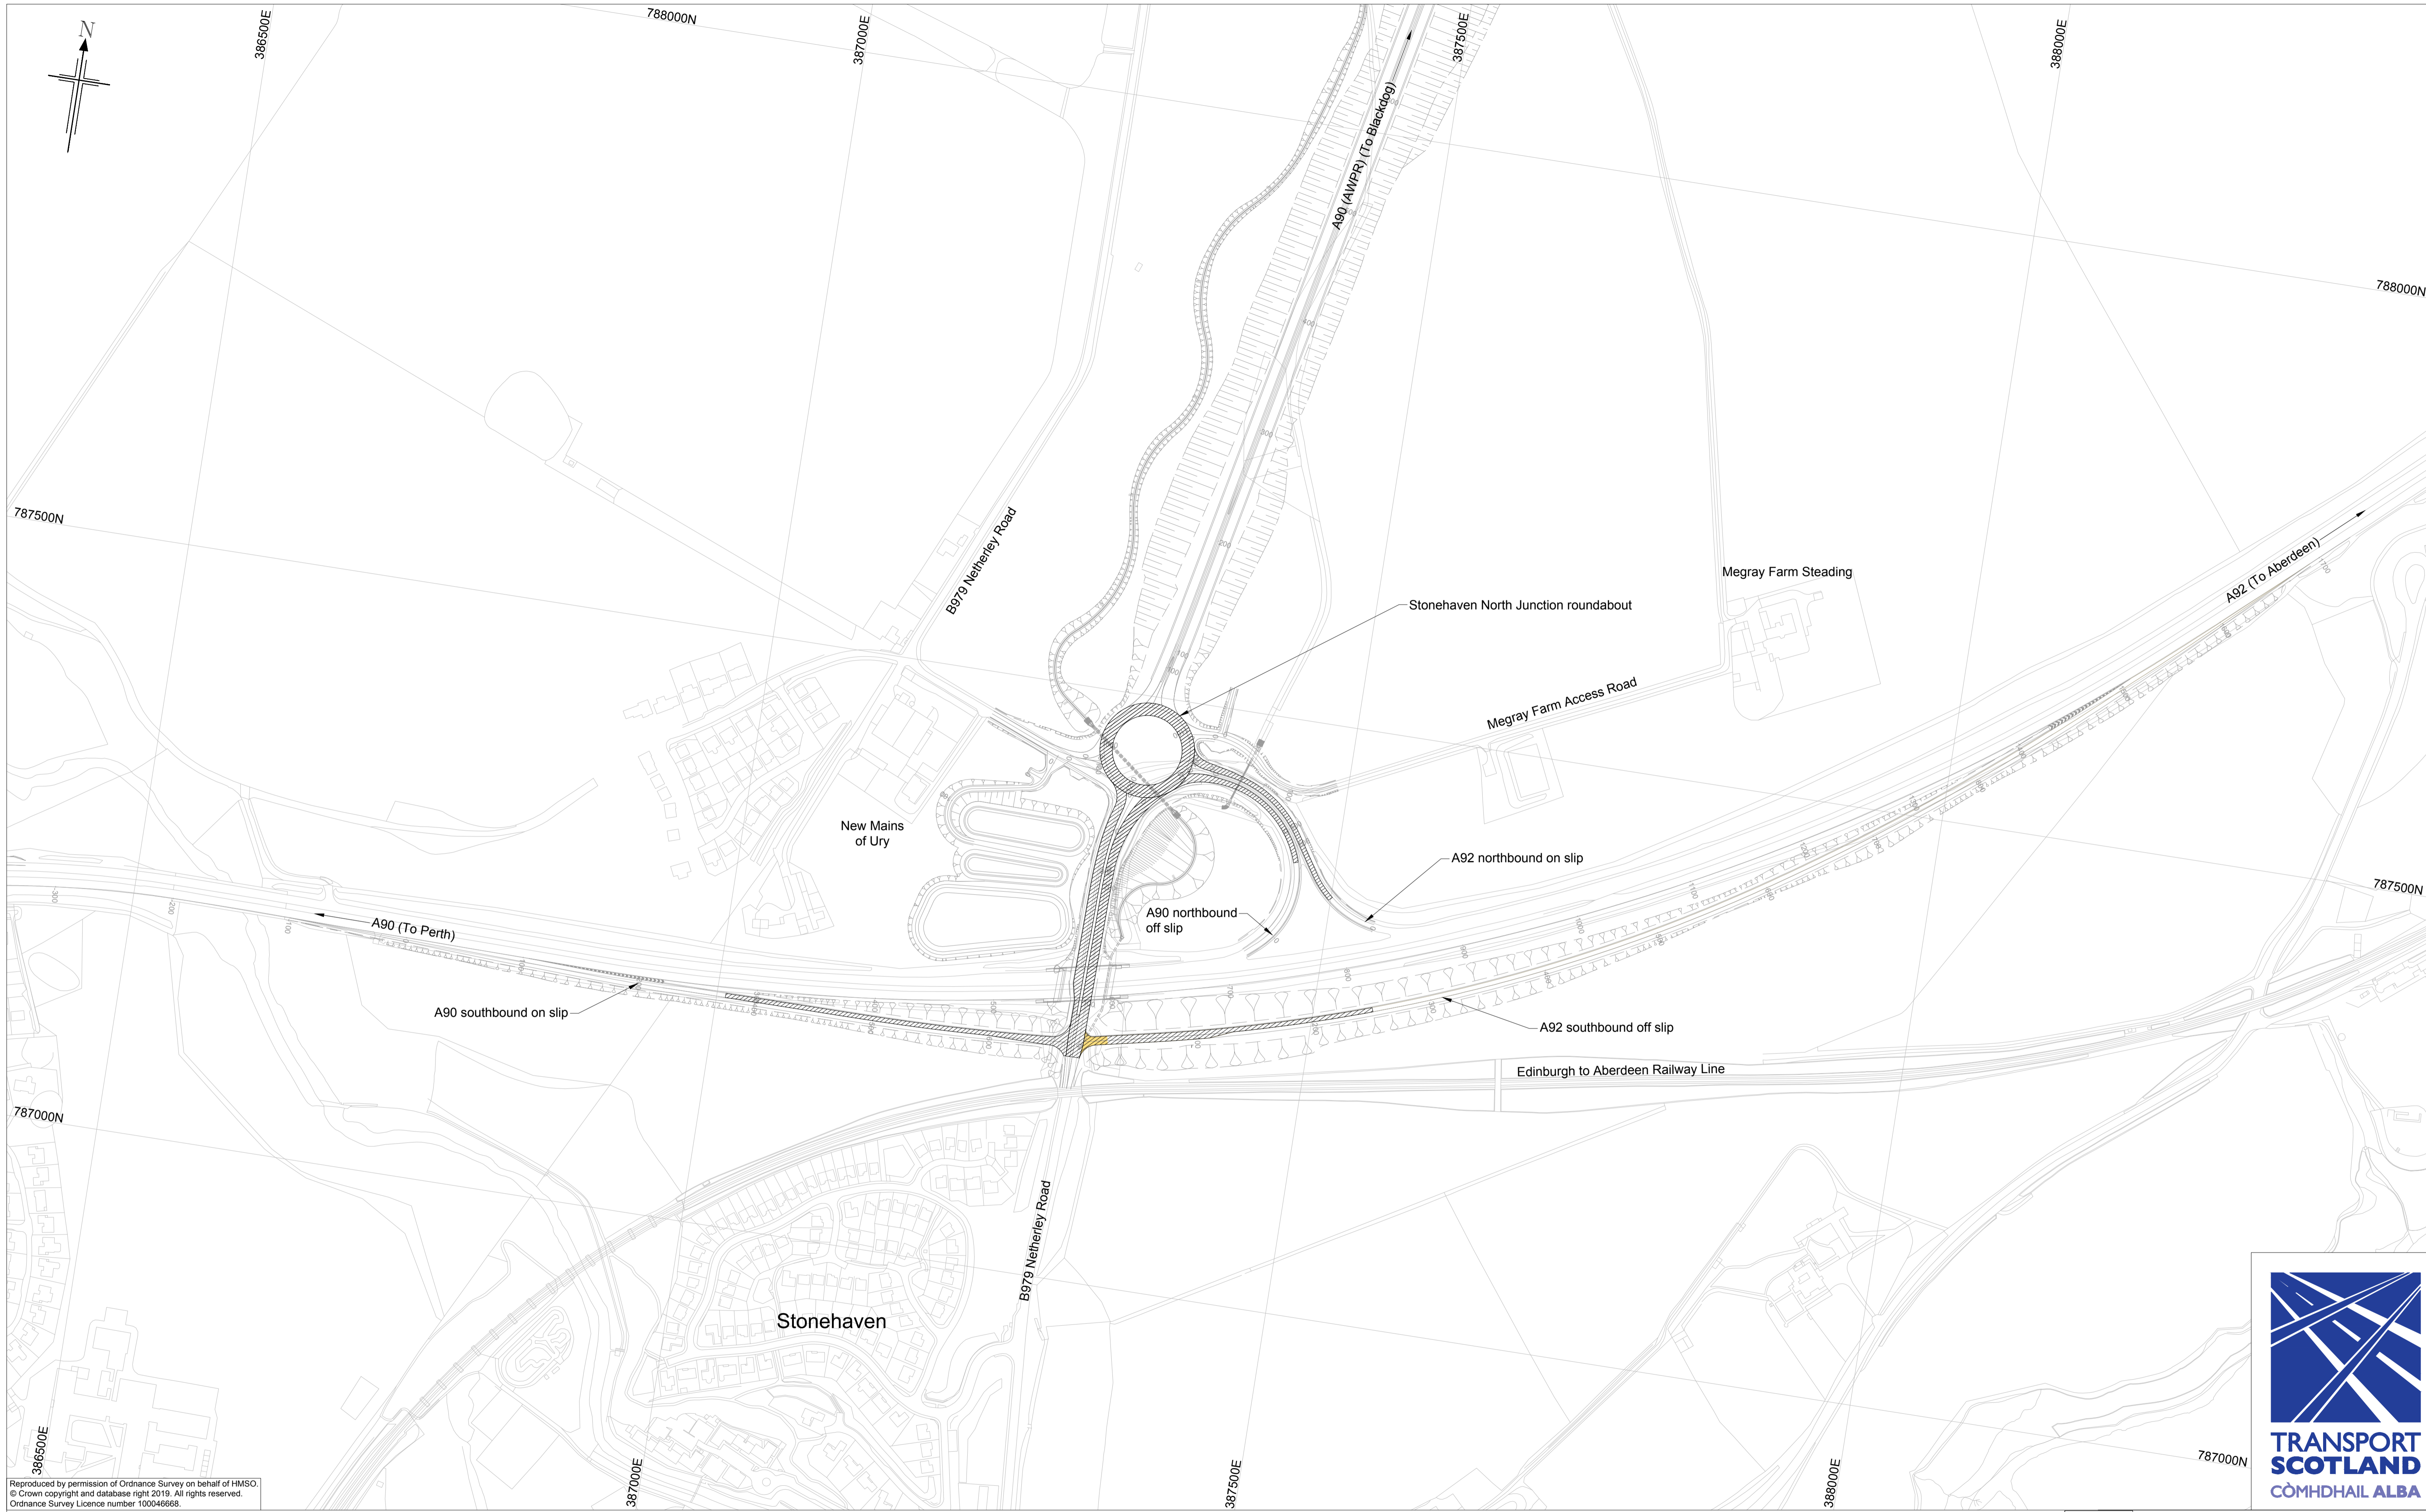 N
386500E
788000N
387000E
387500E
388000E
A90 (AWPR) (To Blackdog)
788000N
787500N
B979 Netherley Road
Stonehaven North Junction roundabout
Megray Farm Steading
A92 (To Aberdeen)
Megray Farm Access Road
New Mains
of Ury
A92 northbound on slip
787500N
A90 northbound
off slip
A90 (To Perth)
A90 southbound on slip
A92 southbound off slip
Edinburgh to Aberdeen Railway Line
787000N
B979 Netherley Road
Stonehaven
386500E
387000E
387500E
388000E
787000N
TRANSPORT
SCOTLAND
CÒMHDHAIL ALBA
Reproduced by permission of Ordnance Survey on behalf of HMSO.
© Crown copyright and database right 2019. All rights reserved.
Ordnance Survey Licence number 100046668.